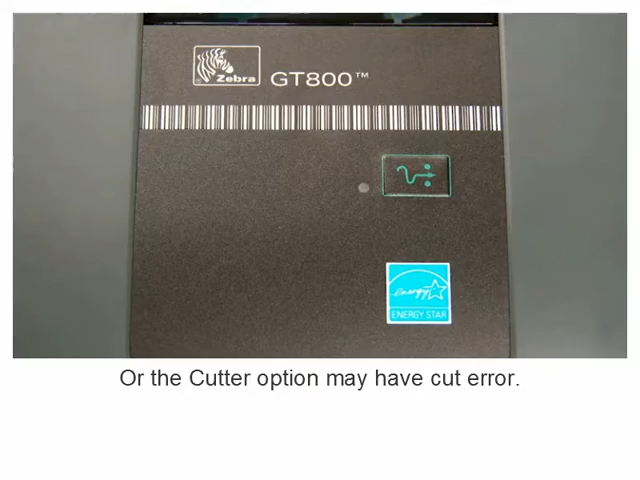 Zebra
GT800™
energy
ENERGY STAR
Or the Cutter option may have cut error.